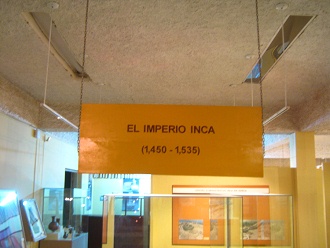 EL IMPERIO INCA
(1,450 - 1,535)